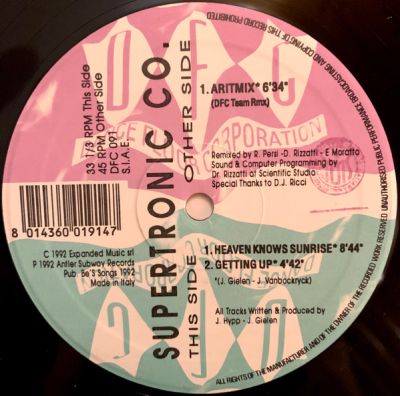 SUPERTRONIC CO.
OTHER SIDE
THIS SIDE
33 1/3 RPM This Side
45 RPM Other Side
DFC 091
S.I.A.E.
8 014360 019147
C 1992 Expanded Music srl
P 1992 Antler Subway Records
Pub: Be'S Songs 1992
Made in Italy
DFC
CORPORATION
1. ARITMIX* 6'34"
(DFC Team Rmx)
Remixed by R. Persi -D. Rizzatti - E Moratto
Sound & Computer Programming by
Dr. Rizzatti at Scientific Studio
Special Thanks to D.J. Ricci
1. HEAVEN KNOWS SUNRISE* 8'44"
2. GETTING UP* 4'42"
*(J. Gielen - J. Vanbockryck)
All Tracks Written & Produced by
J. Hypp - J. Gielen
ALL RIGHTS OF THE MANUFACTURER AND OF THE OWNER OF THE RECORDED WORK RESERVED UNAUTHORISED PUBLIC PERFORMANCE BROADCASTING AND COPYING OF THIS RECORD PROHIBITED